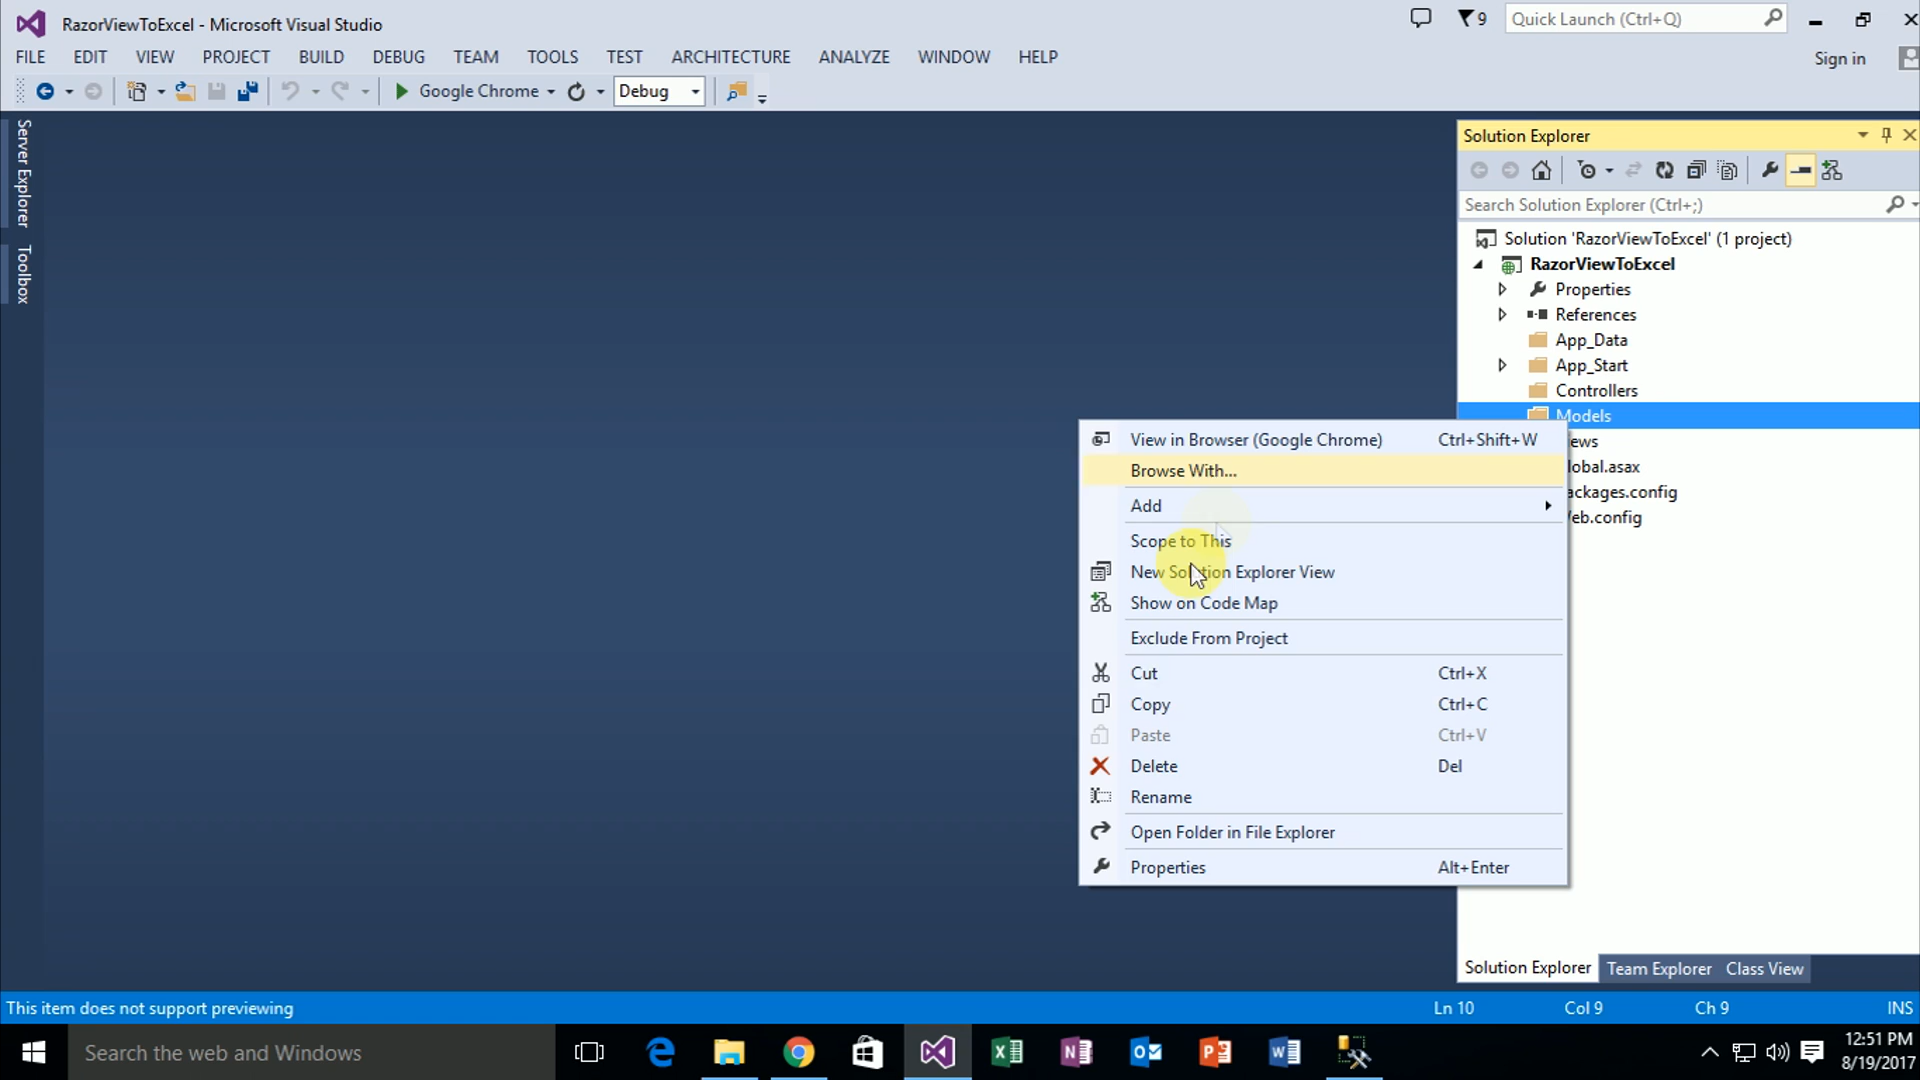 RazorViewToExcel - Microsoft Visual Studio
9
Quick Launch (Ctrl+Q)
FILE EDIT VIEW PROJECT BUILD DEBUG TEAM TOOLS TEST ARCHITECTURE ANALYZE WINDOW HELP
Sign in
Google Chrome
Debug
Server Explorer
Toolbox
Solution Explorer
Search Solution Explorer (Ctrl+;)
Solution 'RazorViewToExcel' (1 project)
RazorViewToExcel
Properties
References
App_Data
App_Start
Controllers
Models
ews
lobal.asax
ackages.config
eb.config
View in Browser (Google Chrome) Ctrl+Shift+W
Browse With...
Add
Scope to This
New Solution Explorer View
Show on Code Map
Exclude From Project
Cut Ctrl+X
Copy Ctrl+C
Paste Ctrl+V
Delete Del
Rename
Open Folder in File Explorer
Properties Alt+Enter
Solution Explorer Team Explorer Class View
This item does not support previewing
Ln 10 Col 9 Ch 9 INS
Search the web and Windows
12:51 PM
8/19/2017